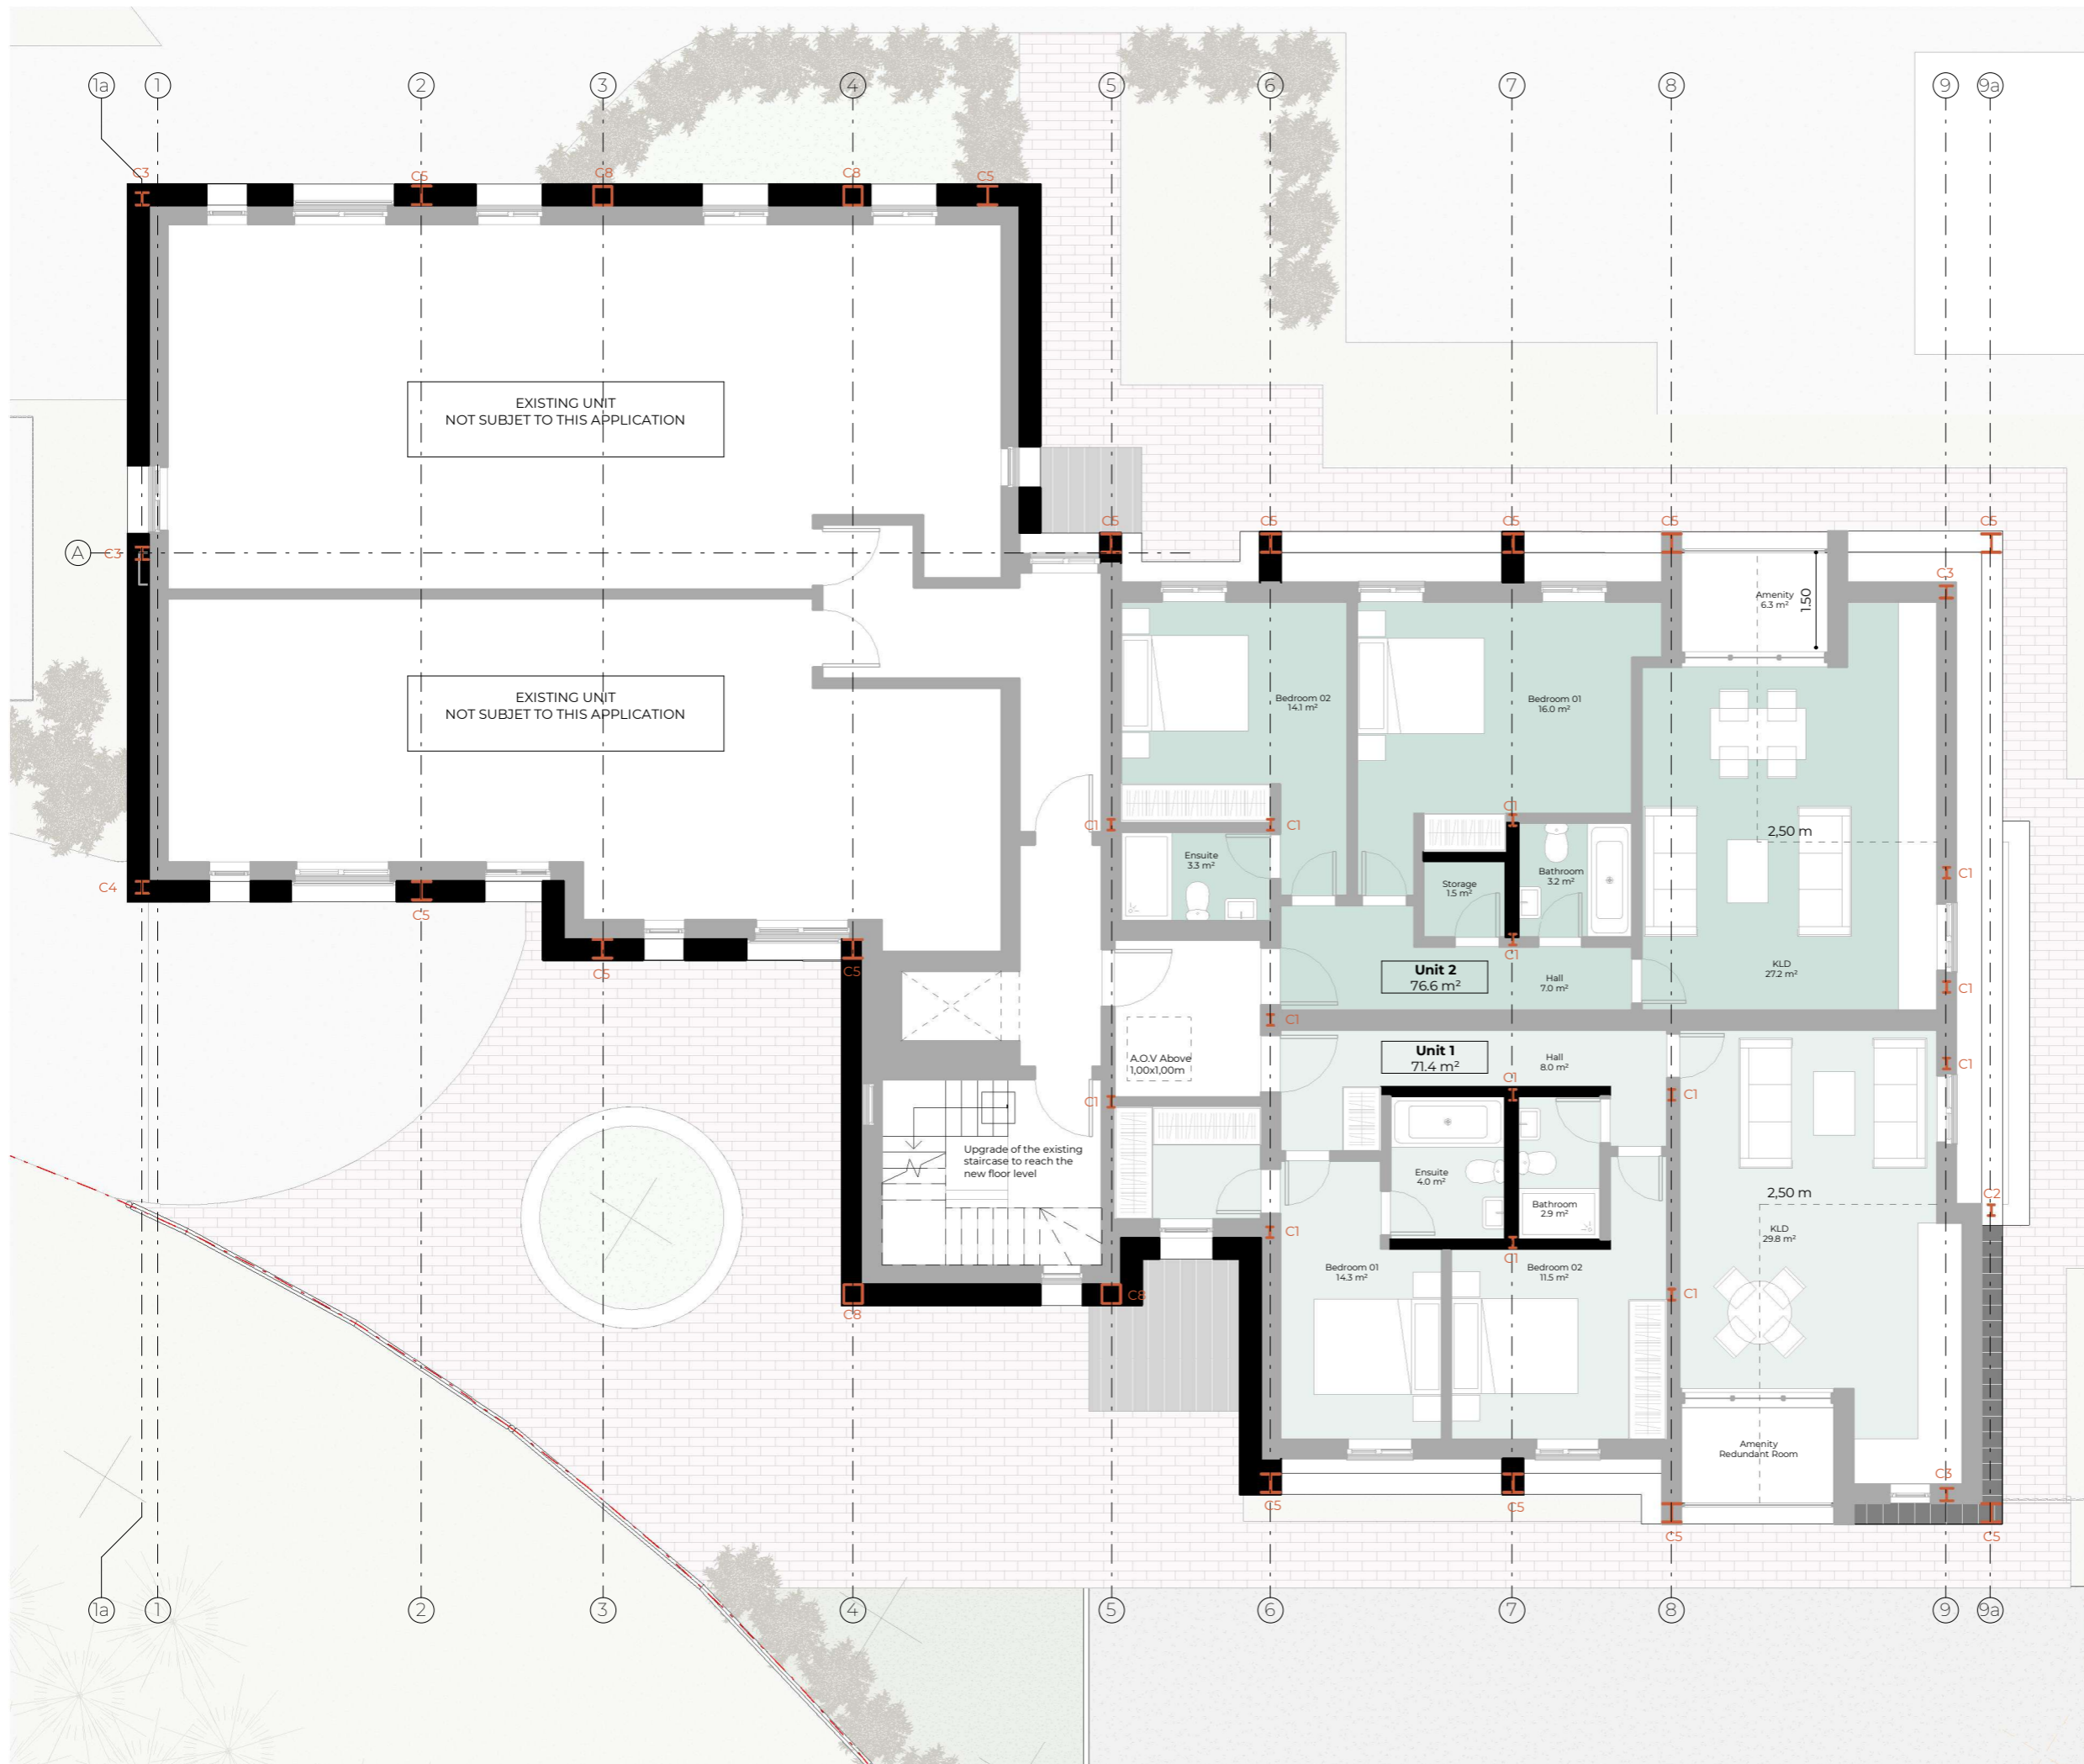 1a
1
2
3
4
5
6
7
8
9
9a
C3
C5
C8
C8
C5
EXISTING UNIT
NOT SUBJET TO THIS APPLICATION
A
C3
C5
C5
C5
C5
C5
C3
Amenity
6.3 m²
1.50
EXISTING UNIT
NOT SUBJET TO THIS APPLICATION
Bedroom 02
14.1 m²
Bedroom 01
16.0 m²
C1
C1
C1
2,50 m
Ensuite
3.3 m²
Bathroom
3.2 m²
Storage
1.5 m²
C1
C4
C5
C5
C5
C1
KLD
27.2 m²
Unit 2
76.6 m²
Hall
7.0 m²
C1
C1
Unit 1
71.4 m²
Hall
8.0 m²
A.O.V Above
1,00x1,00m
C1
C1
C1
C1
Upgrade of the existing
staircase to reach the
new floor level
Ensuite
4.0 m²
Bathroom
2.9 m²
2,50 m
C2
KLD
29.8 m²
C1
C1
Bedroom 01
14.3 m²
Bedroom 02
11.5 m²
C1
C8
C8
Amenity
Redundant Room
C3
C5
C5
C5
C5
1a
1
2
3
4
5
6
7
8
9
9a